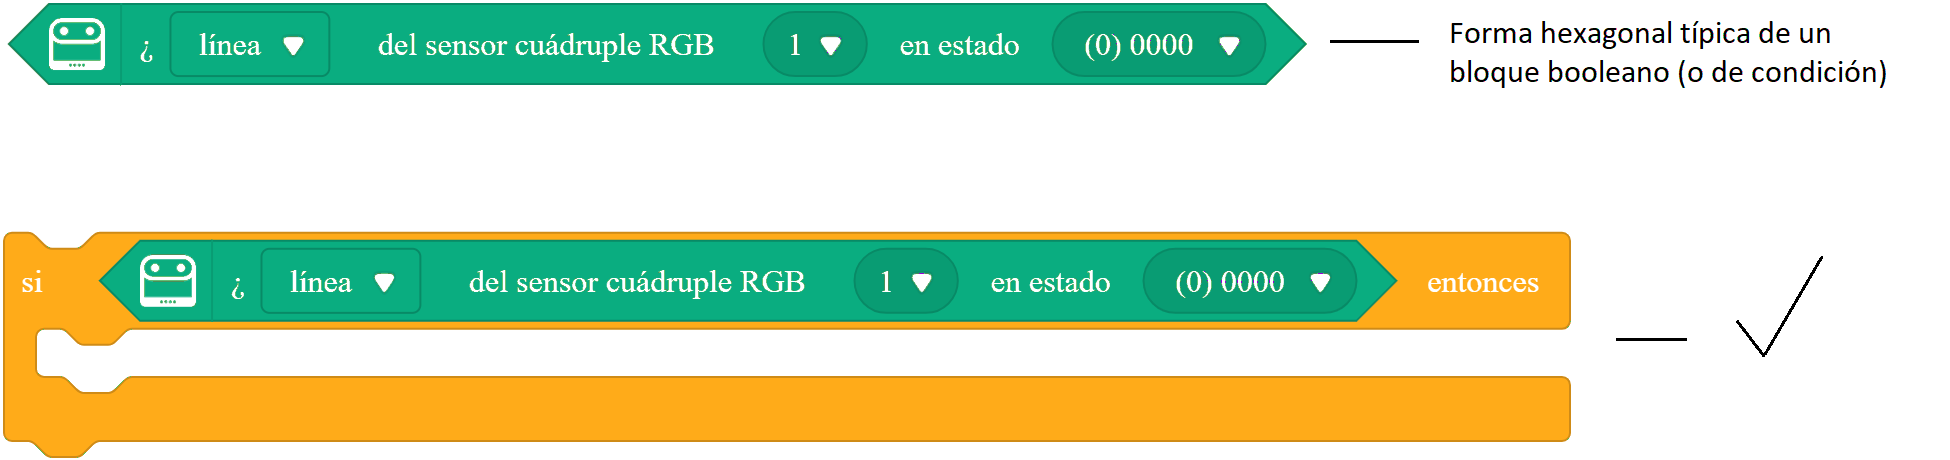 ¿ línea del sensor cuádruple RGB 1 en estado (0) 0000
Forma hexagonal típica de un
bloque booleano (o de condición)
si ¿ línea del sensor cuádruple RGB 1 en estado (0) 0000 entonces